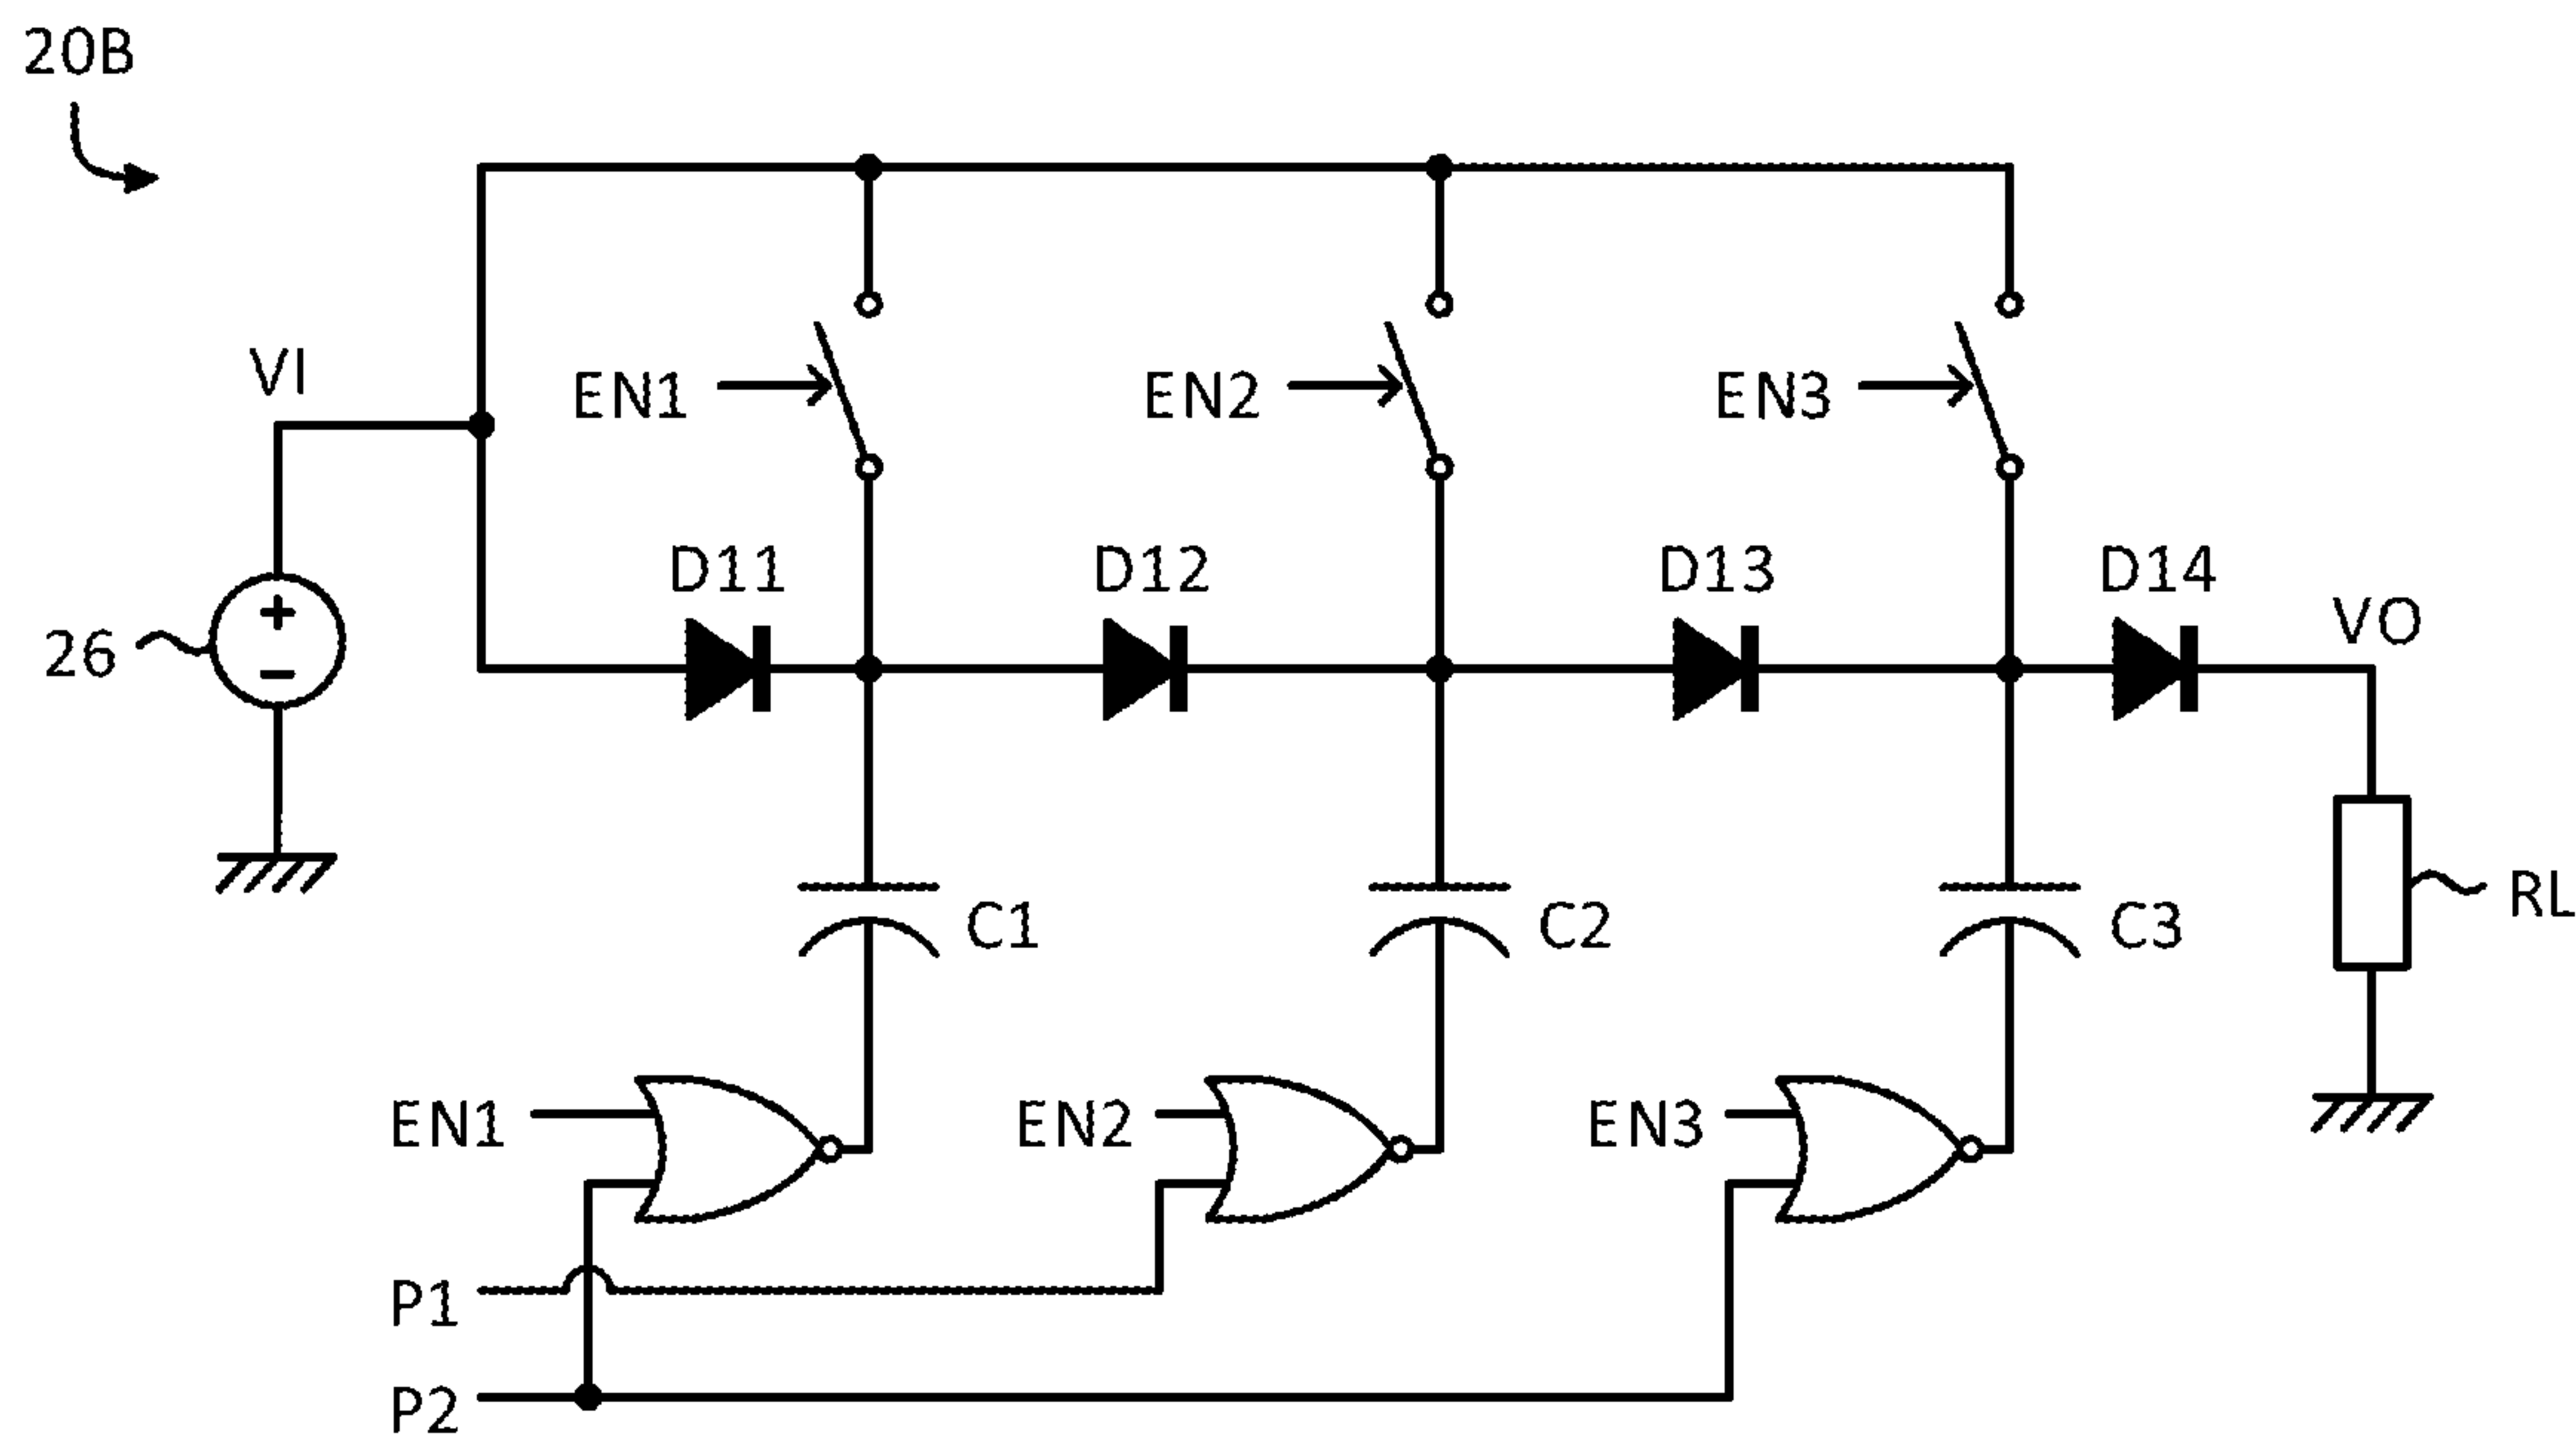 20B
VI
EN1
EN2
EN3
D11
D12
D13
D14
VO
26
C1
C2
C3
RL
EN1
EN2
EN3
P1
P2